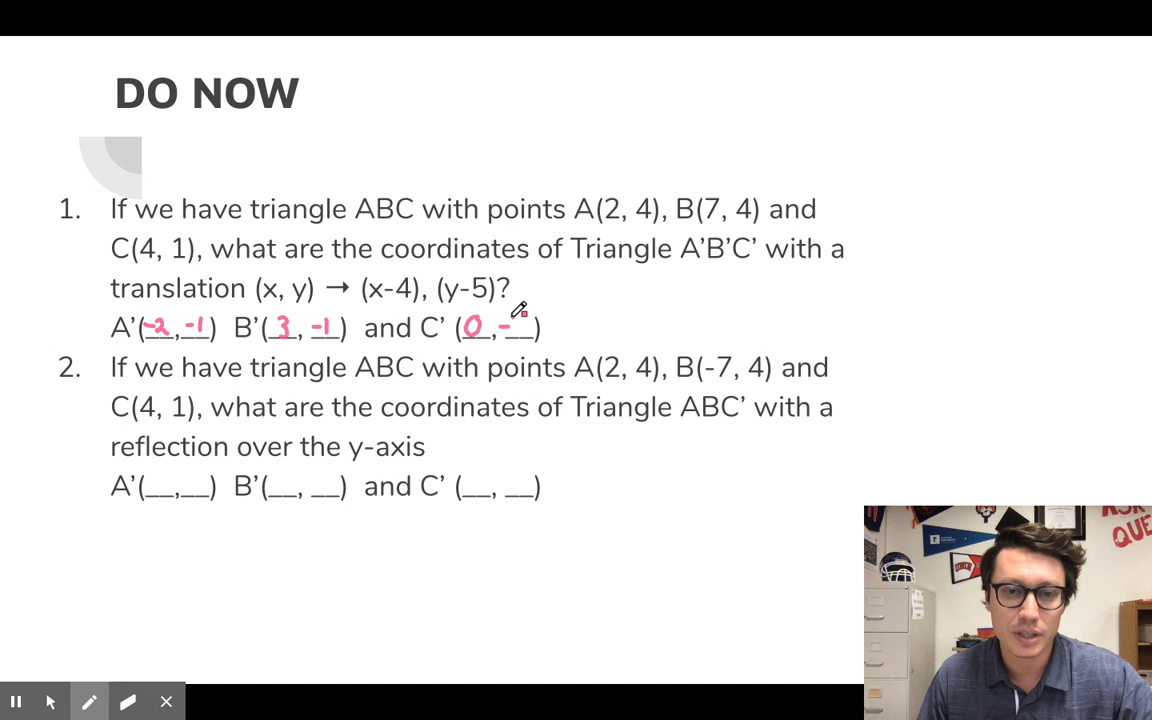 DO NOW
1. If we have triangle ABC with points A(2, 4), B(7, 4) and
C(4, 1), what are the coordinates of Triangle A’B’C’ with a
translation (x, y) → (x-4), (y-5)?
A’(-2,-1) B’(3, -1) and C’ (0,-__)
2. If we have triangle ABC with points A(2, 4), B(-7, 4) and
C(4, 1), what are the coordinates of Triangle ABC’ with a
reflection over the y-axis
A’(__,__) B’(__, __) and C’ (__, __)
ASK
QUE